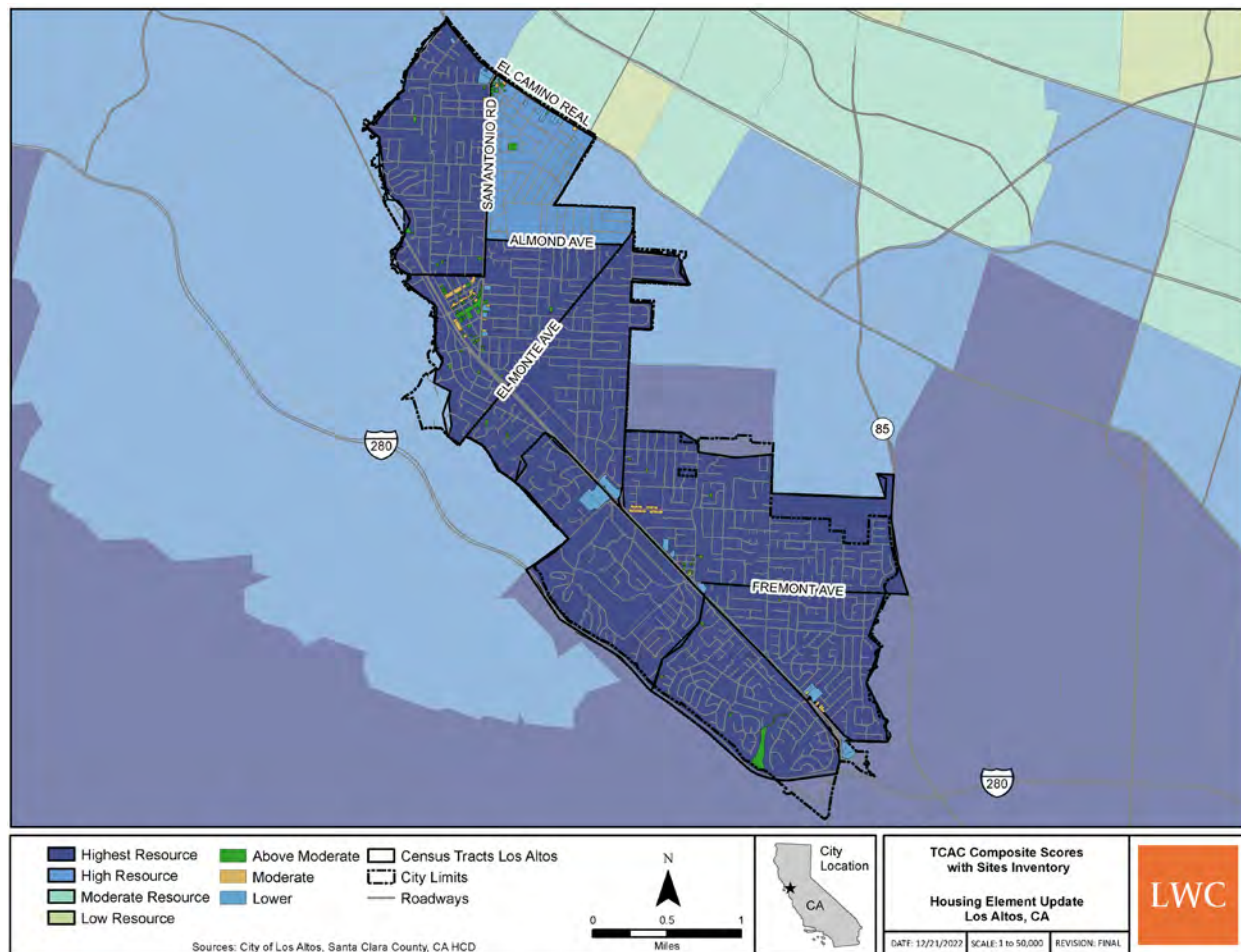 EL CAMINO REAL
SAN ANTONIO RD
ALMOND AVE
EL MONTE AVE
280
85
FREMONT AVE
280
Highest Resource
High Resource
Moderate Resource
Low Resource
Above Moderate
Moderate
Lower
Census Tracts Los Altos
City Limits
Roadways
Sources: City of Los Altos, Santa Clara County, CA HCD
N
0 0.5 1
Miles
City
Location
CA
TCAC Composite Scores
with Sites Inventory
Housing Element Update
Los Altos, CA
DATE: 12/21/2022 SCALE: 1 to 50,000 REVISION: FINAL
LWC